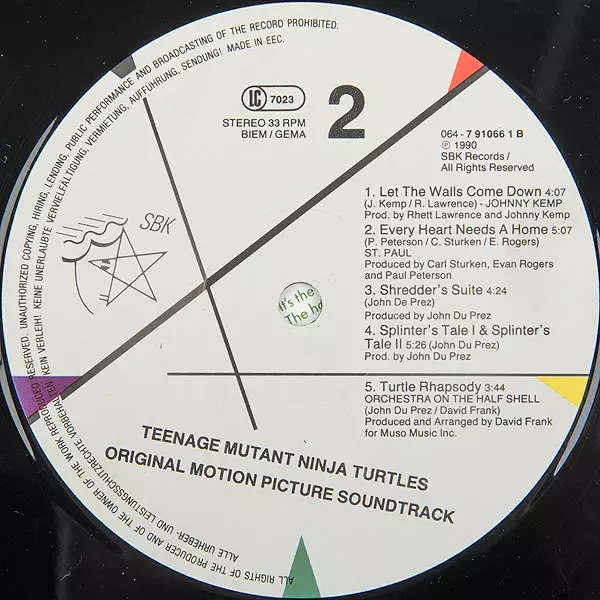 ALL RIGHTS OF THE PRODUCER AND OF THE OWNER OF THE WORK REPRODUCED RESERVED. UNAUTHORIZED COPYING, HIRING, LENDING, PUBLIC PERFORMANCE AND BROADCASTING OF THE RECORD PROHIBITED.
ALLE URHEBER- UND LEISTUNGSSCHUTZRECHTE VORBEHALTEN. KEIN VERLEIH! KEINE UNERLAUBTE VERVIELFÄLTIGUNG, VERMIETUNG, AUFFÜHRUNG, SENDUNG! MADE IN EEC.
LC 7023
STEREO 33 RPM
BIEM / GEMA
2
064 - 7 91066 1 B
℗ 1990
SBK Records /
All Rights Reserved
SBK
1. Let The Walls Come Down 4:07
(J. Kemp / R. Lawrence) - JOHNNY KEMP
Prod. by Rhett Lawrence and Johnny Kemp
2. Every Heart Needs A Home 5:07
(P. Peterson / C. Sturken / E. Rogers)
ST. PAUL
Produced by Carl Sturken, Evan Rogers
and Paul Peterson
3. Shredder's Suite 4:24
(John De Prez)
Produced by John Du Prez
4. Splinter's Tale I & Splinter's
Tale II 5:26 (John Du Prez)
Prod. by John Du Prez
5. Turtle Rhapsody 3:44
ORCHESTRA ON THE HALF SHELL
(John Du Prez / David Frank)
Produced and Arranged by David Frank
for Muso Music Inc.
It's the
The
TEENAGE MUTANT NINJA TURTLES
ORIGINAL MOTION PICTURE SOUNDTRACK